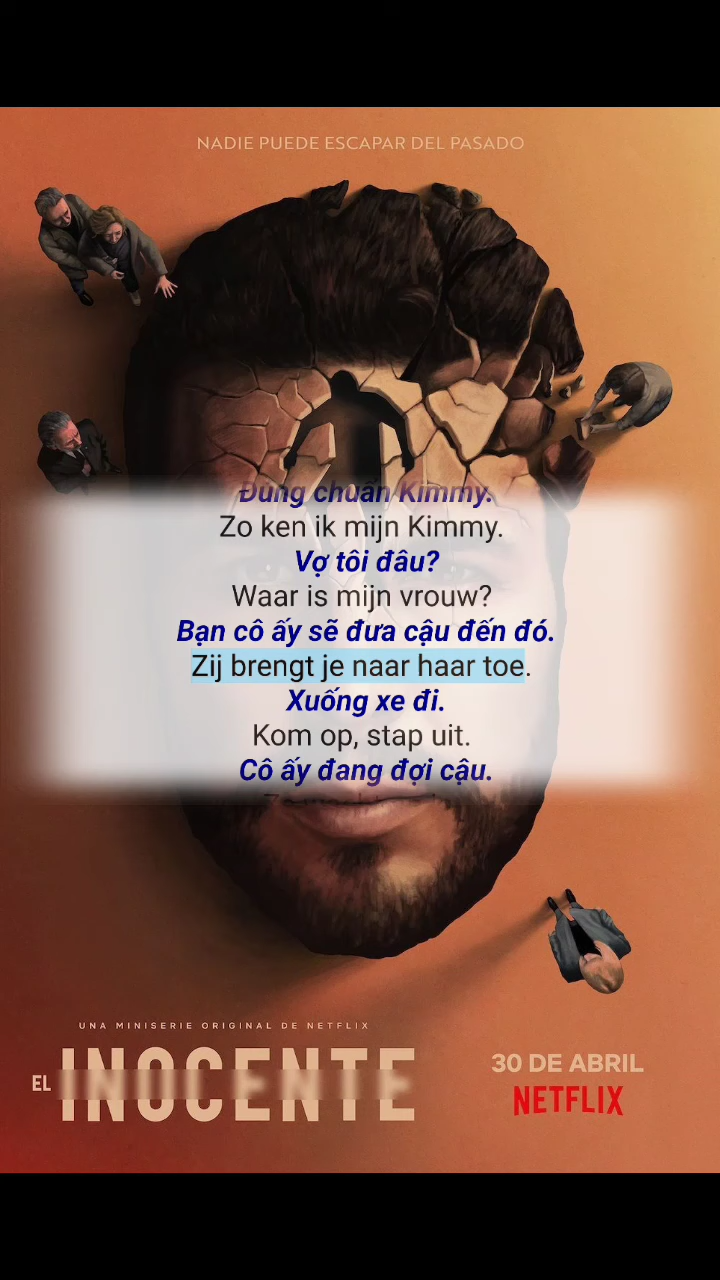 NADIE PUEDE ESCAPAR DEL PASADO
Đúng chuẩn Kimmy.
Zo ken ik mijn Kimmy.
Vợ tôi đâu?
Waar is mijn vrouw?
Bạn cô ấy sẽ đưa cậu đến đó.
Zij brengt je naar haar toe.
Xuống xe đi.
Kom op, stap uit.
Cô ấy đang đợi cậu.
UNA MINISERIE ORIGINAL DE NETFLIX
EL INOCENTE
30 DE ABRIL
NETFLIX